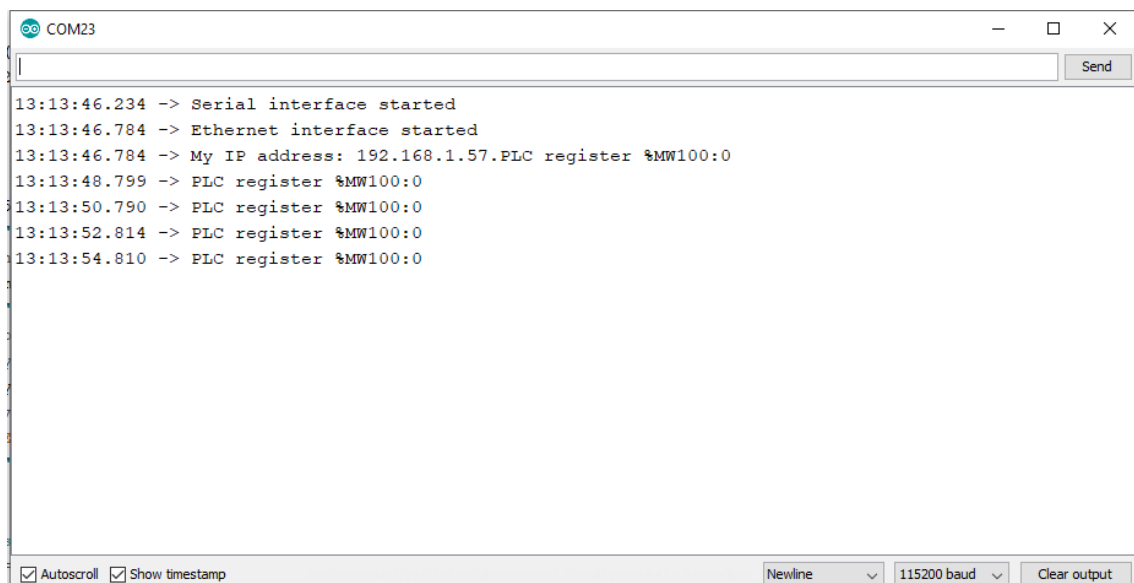 COM23
Send
13:13:46.234 -> Serial interface started
13:13:46.784 -> Ethernet interface started
13:13:46.784 -> My IP address: 192.168.1.57.PLC register %MW100:0
13:13:48.799 -> PLC register %MW100:0
13:13:50.790 -> PLC register %MW100:0
13:13:52.814 -> PLC register %MW100:0
13:13:54.810 -> PLC register %MW100:0
Autoscroll Show timestamp Newline 115200 baud Clear output